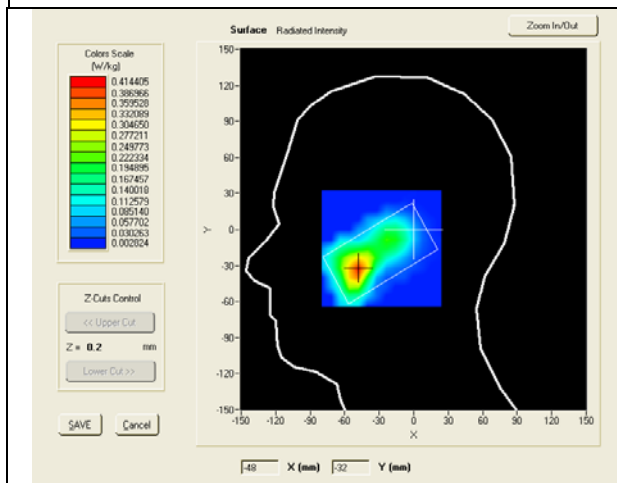 Surface Radiated Intensity
Zoom In/Out
Colors Scale
(W/kg)
0.414405
0.386966
0.359528
0.332089
0.304650
0.277211
0.249773
0.222334
0.194895
0.167457
0.140018
0.112579
0.085140
0.057702
0.030263
0.002824
Z-Cuts Control
<< Upper Cut
Z = 0.2 mm
Lower Cut >>
SAVE Cancel
150
120
90
60
30
0
-30
-60
-90
-120
-150
Y
-150 -120 -90 -60 -30 0 30 60 90 120 150
X
-48 X (mm) -32 Y (mm)